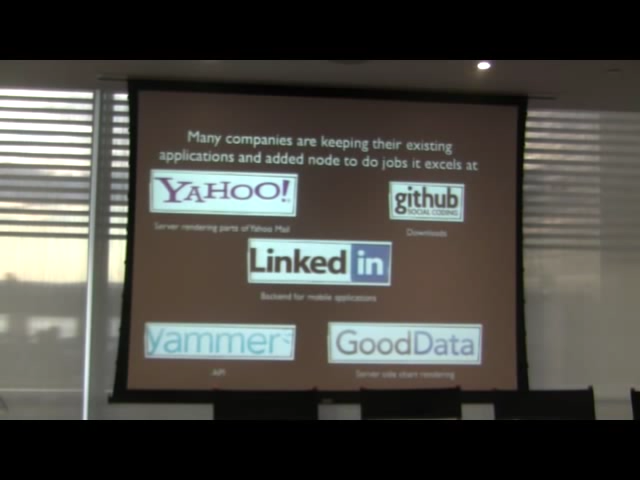 Many companies are keeping their existing
applications and added node to do jobs it excels at
YAHOO!
github
SOCIAL CODING
Server rendering parts of Yahoo Mail
Downloads
Linked in
Backend for mobile applications
yammer
GoodData
API
Server side chart rendering